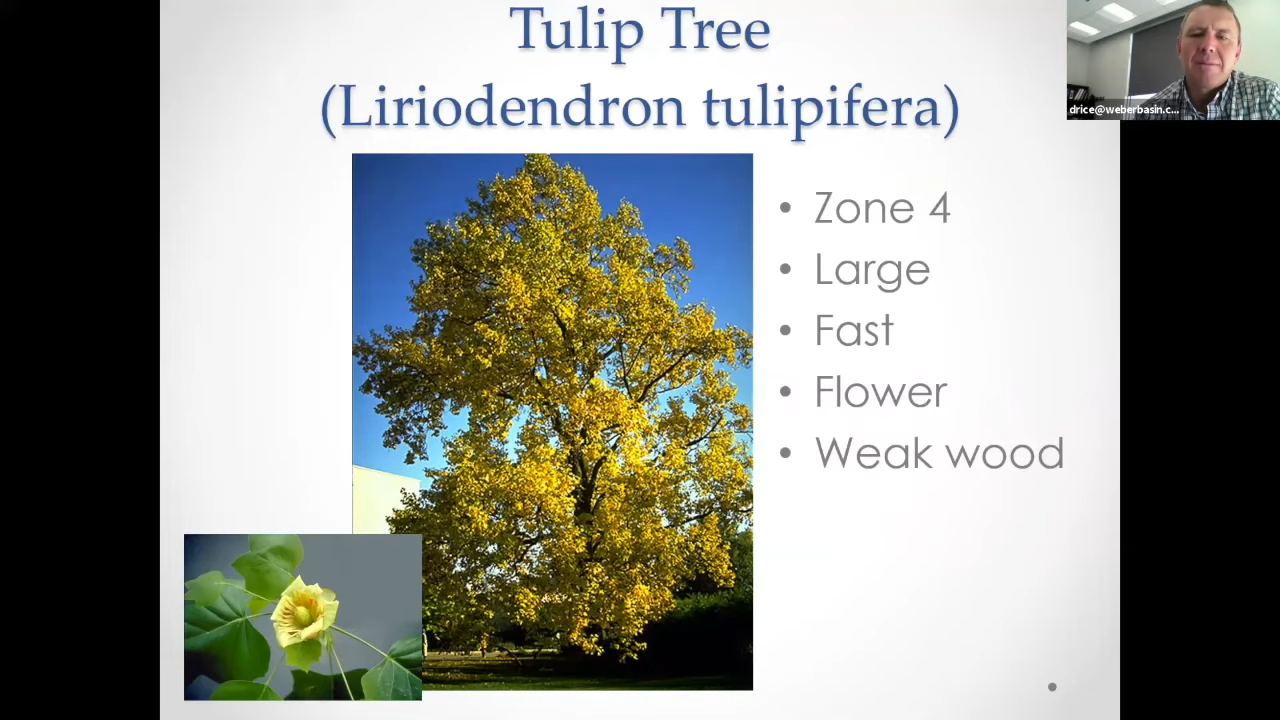 Tulip Tree
(Liriodendron tulipifera)
drice@weberbasin.c...
• Zone 4
• Large
• Fast
• Flower
• Weak wood